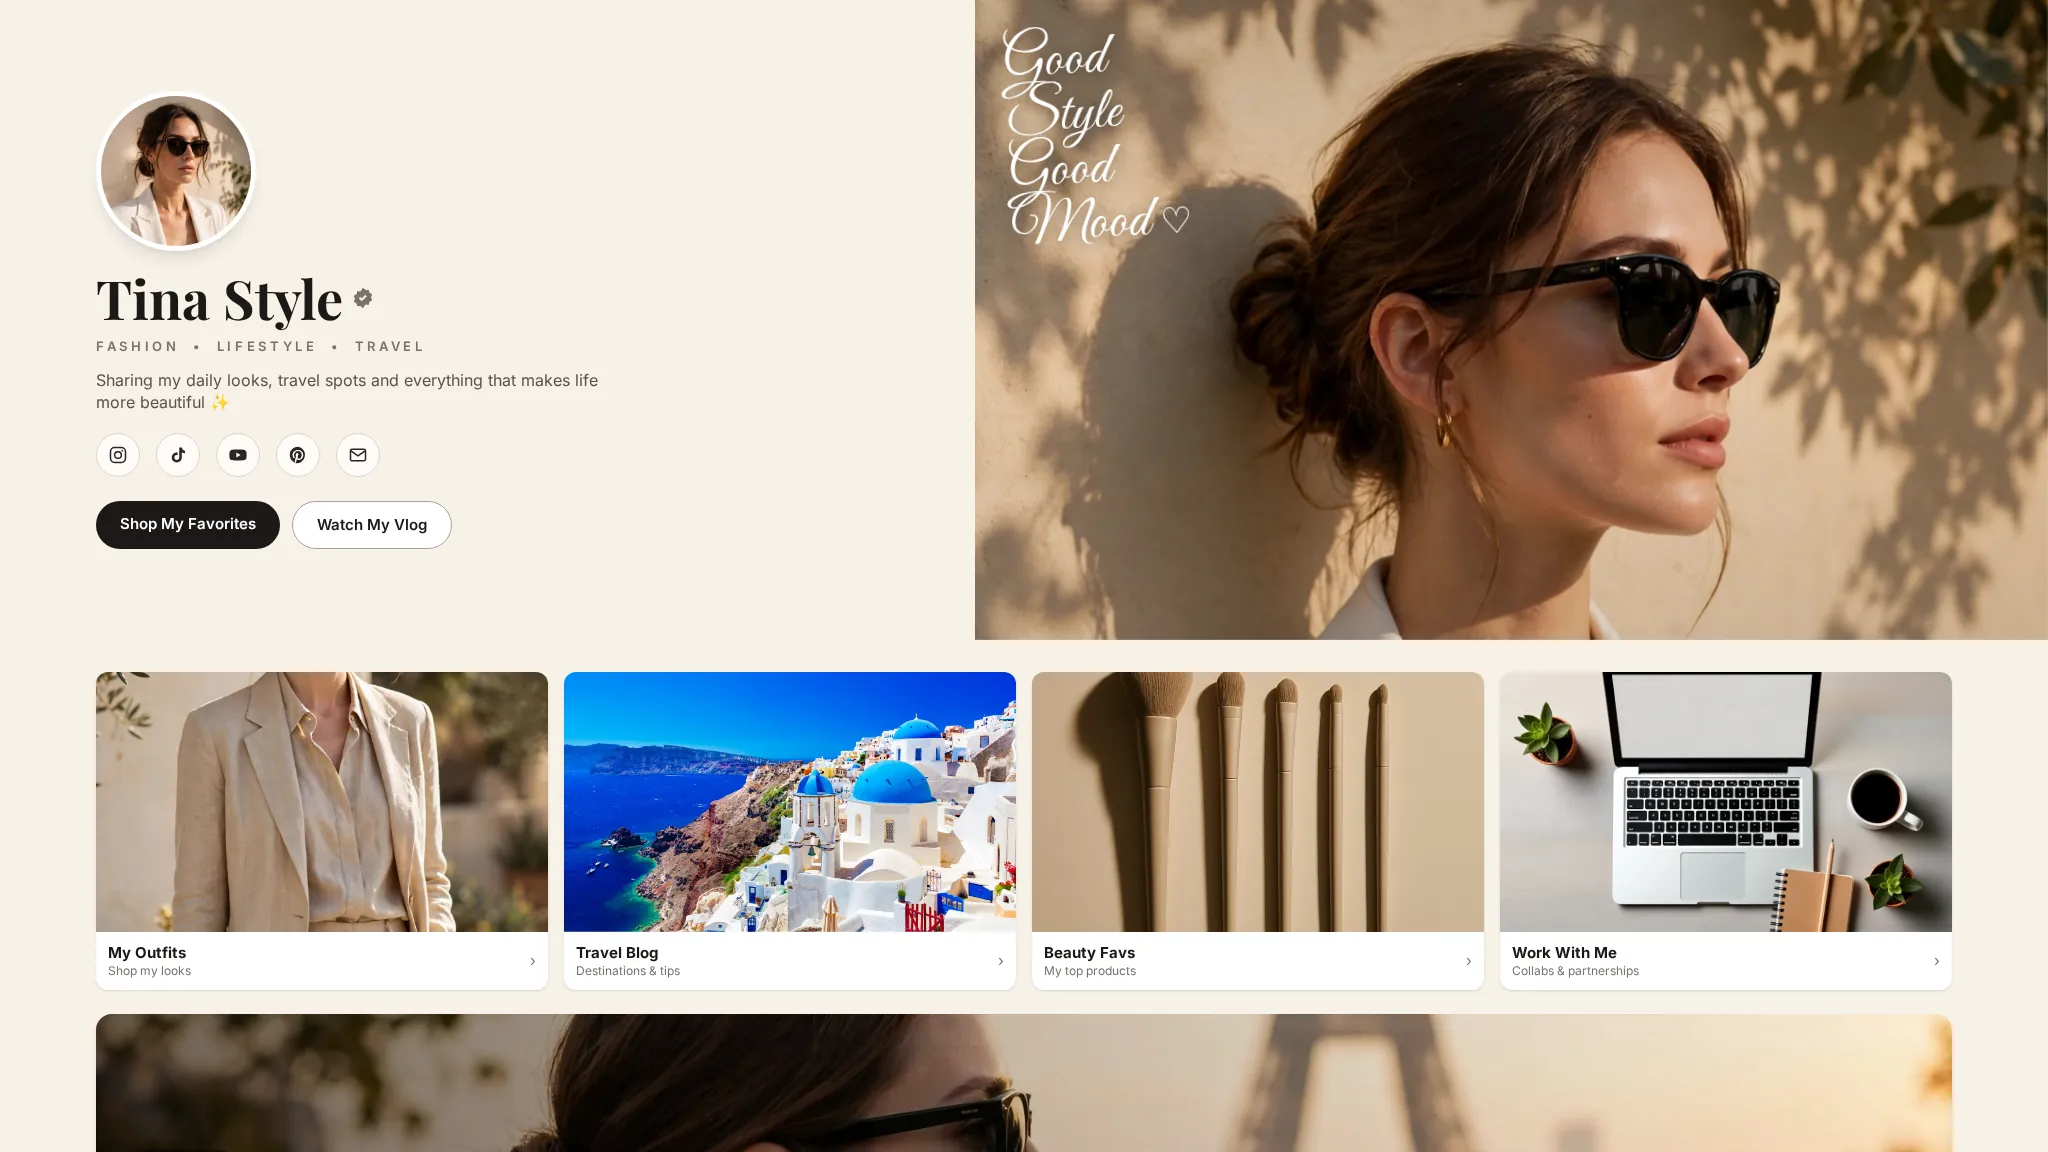 Good
Style
Good
Mood ♡
Tina Style
FASHION • LIFESTYLE • TRAVEL
Sharing my daily looks, travel spots and everything that makes life
more beautiful ✨
Shop My Favorites
Watch My Vlog
My Outfits
Shop my looks
›
Travel Blog
Destinations & tips
›
Beauty Favs
My top products
›
Work With Me
Collabs & partnerships
›